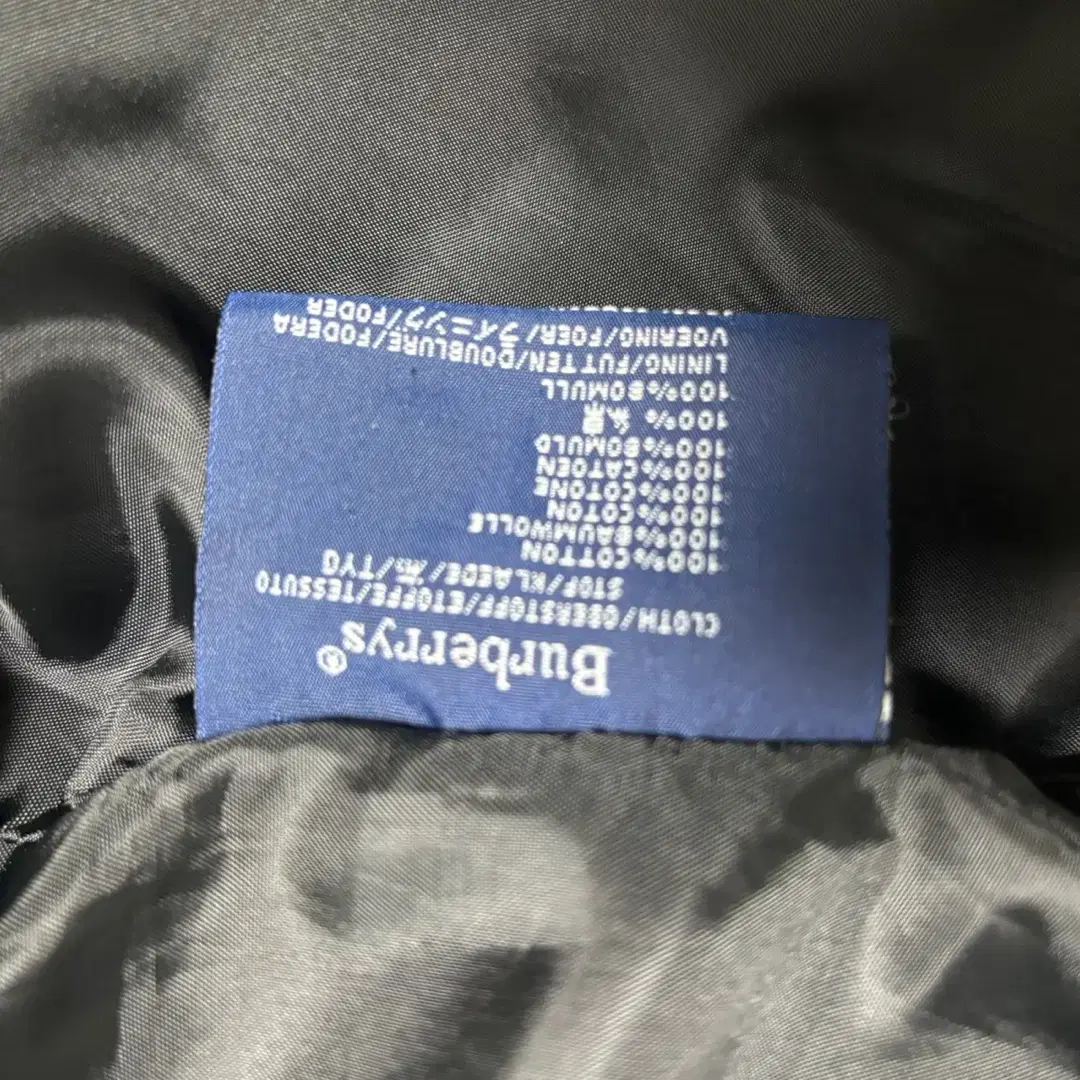 Burberrys®
CLOTH/OBERSTOFF/ETOFFE/TESSUTO
STOF/KLAEDE/布/TYG
100%COTTON
100%BAUMWOLLE
100%COTON
100%COTONE
100%CATOEN
100%BOMULD
100%
100%BOMULL
LINING/FUTTEN/DOUBLURE/FODERA
VOERING/FOER/ライニング/FODER